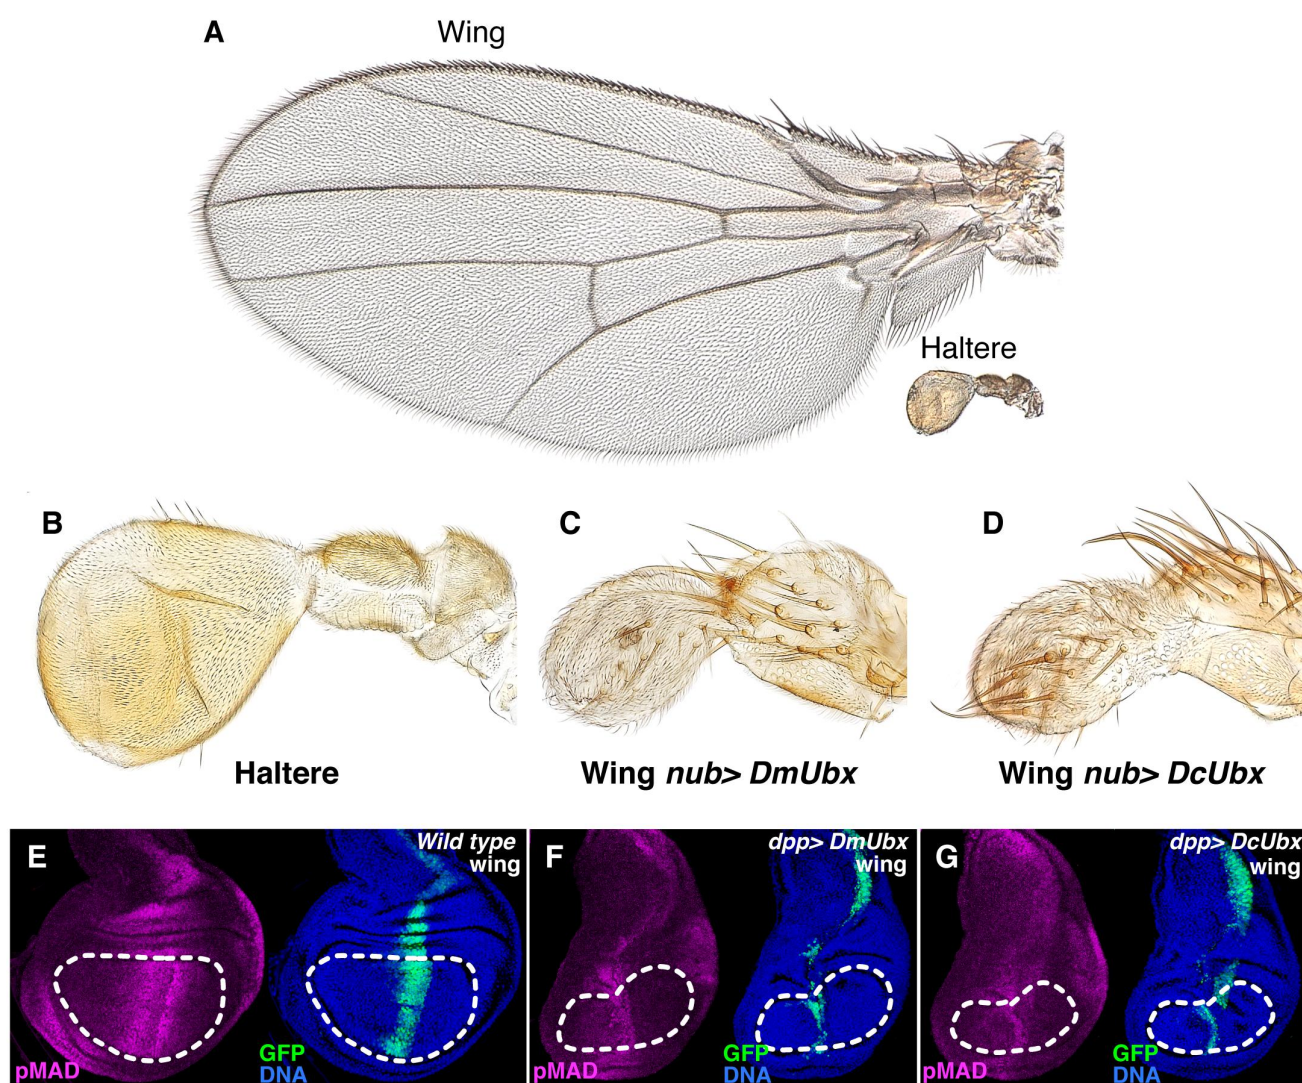 A
Wing
Haltere
B
C
D
Haltere
Wing nub> DmUbx
Wing nub> DcUbx
E
Wild type
wing
pMAD
GFP
DNA
F
dpp> DmUbx
wing
pMAD
GFP
DNA
G
dpp> DcUbx
wing
pMAD
GFP
DNA